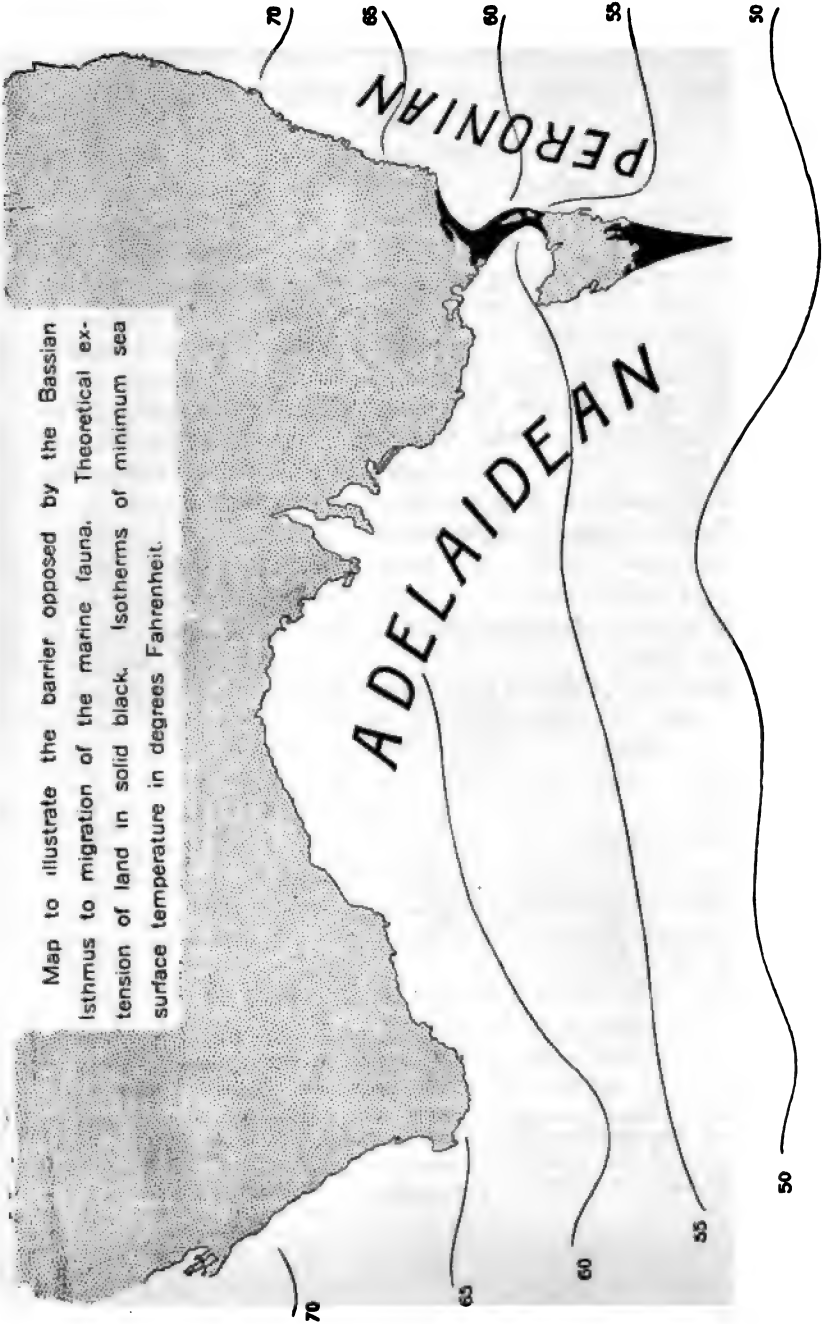 Map to illustrate the barrier opposed by the Bassian
Isthmus to migration of the marine fauna. Theoretical ex-
tension of land in solid black. Isotherms of minimum sea
surface temperature in degrees Fahrenheit.
ADELAIDEAN
PERONIAN
70
65
60
55
50
70
65
60
55
50